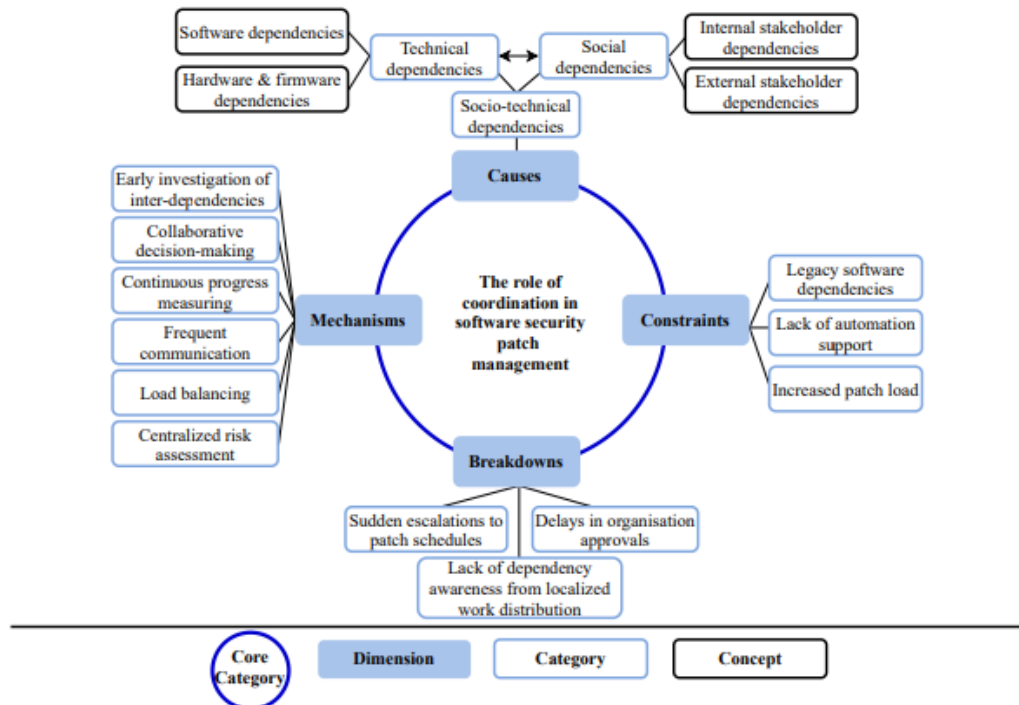 Software dependencies
Hardware & firmware
dependencies
Technical
dependencies
Social
dependencies
Internal stakeholder
dependencies
External stakeholder
dependencies
Socio-technical
dependencies
Causes
Early investigation of
inter-dependencies
Collaborative
decision-making
Continuous progress
measuring
Frequent
communication
Load balancing
Centralized risk
assessment
Mechanisms
The role of
coordination in
software security
patch
management
Constraints
Legacy software
dependencies
Lack of automation
support
Increased patch load
Breakdowns
Sudden escalations to
patch schedules
Delays in organisation
approvals
Lack of dependency
awareness from localized
work distribution
Core
Category
Dimension
Category
Concept